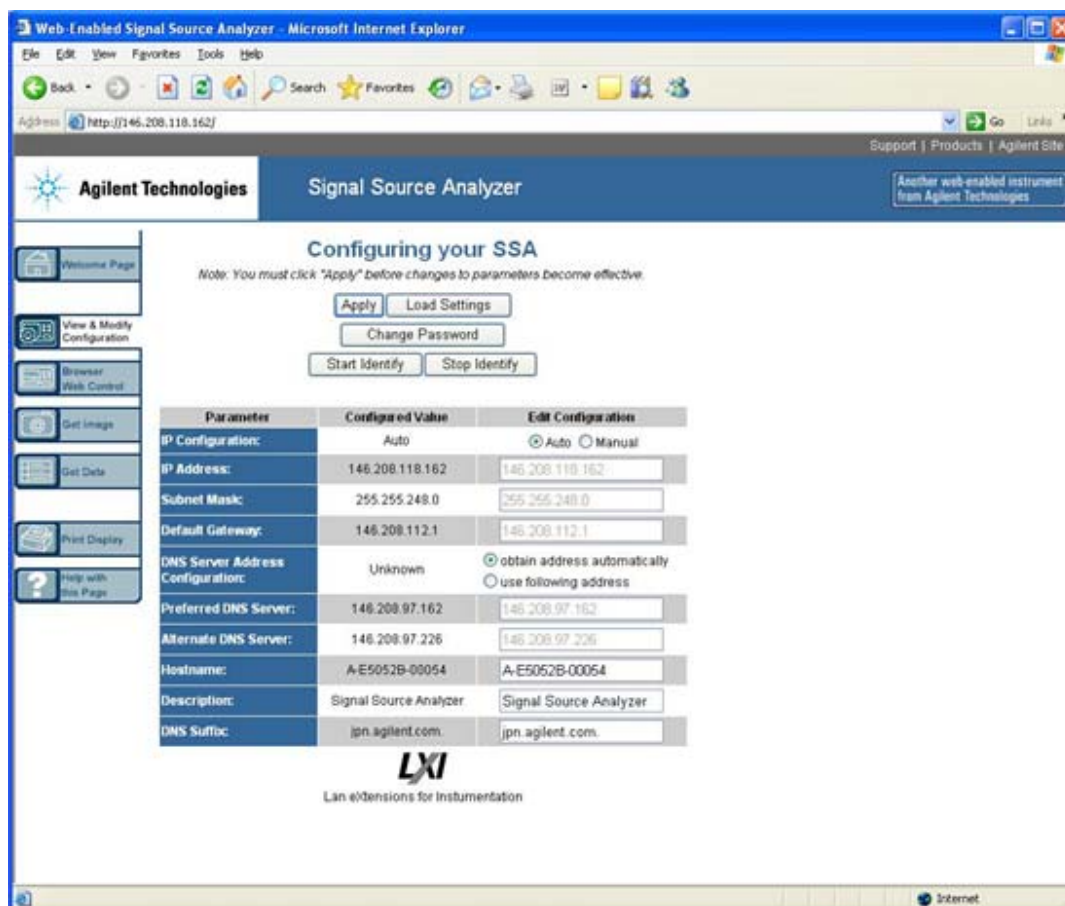 Web-Enabled Signal Source Analyzer - Microsoft Internet Explorer
File Edit View Favorites Tools Help
Back Search Favorites
Address http://146.208.118.162/ Go Links
Support | Products | Agilent Site
Agilent Technologies Signal Source Analyzer Another web-enabled instrument from Agilent Technologies
Configuring your SSA
Note: You must click "Apply" before changes to parameters become effective.
Apply Load Settings
Change Password
Start Identify Stop Identify
Welcome Page
View & Modify Configuration
Browser Web Control
Get Image
Get Data
Print Display
Help with this Page
Parameter Configured Value Edit Configuration
IP Configuration: Auto Auto Manual
IP Address: 146.208.118.162 146.208.118.162
Subnet Mask: 255.255.248.0 255.255.248.0
Default Gateway: 146.208.112.1 146.208.112.1
DNS Server Address Configuration: Unknown obtain address automatically
use following address
Preferred DNS Server: 146.208.97.162 146.208.97.162
Alternate DNS Server: 146.208.97.226 146.208.97.226
Hostname: A-E5052B-00054 A-E5052B-00054
Description: Signal Source Analyzer Signal Source Analyzer
DNS Suffix: jpn.agilent.com. jpn.agilent.com.
LXI
Lan eXtensions for Instumentation
Internet